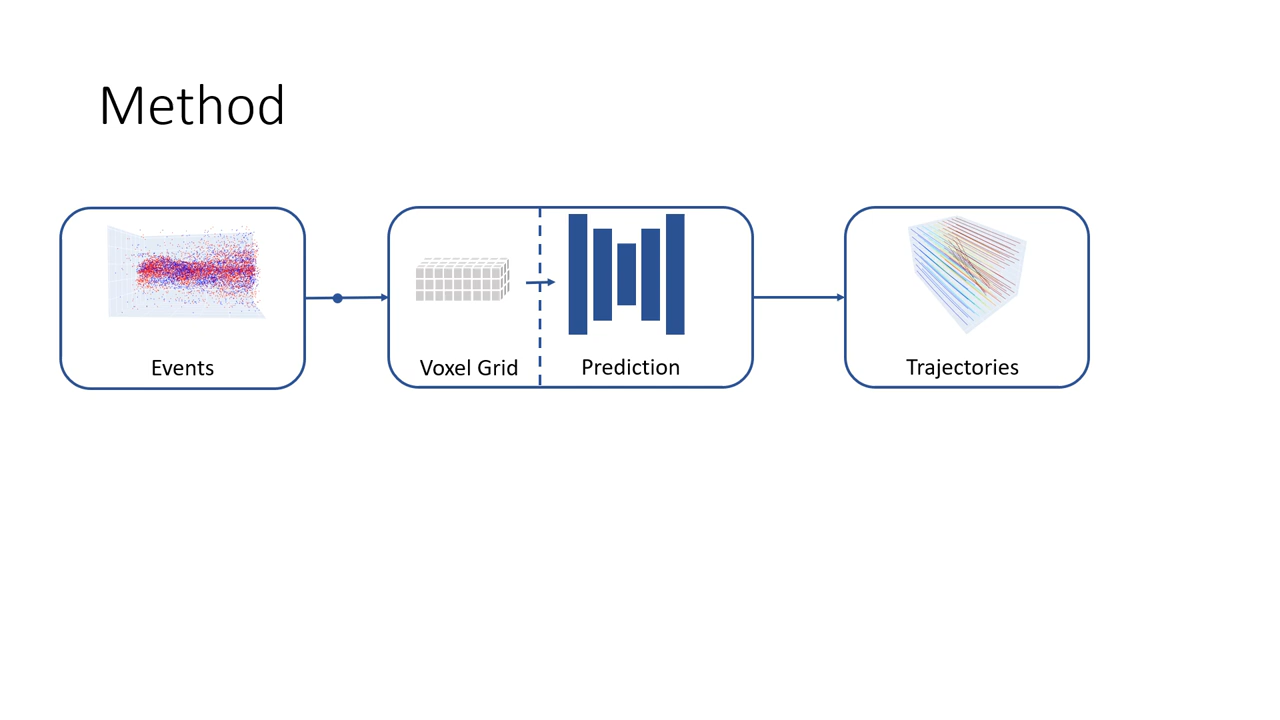 Method
Events
Voxel Grid
Prediction
Trajectories